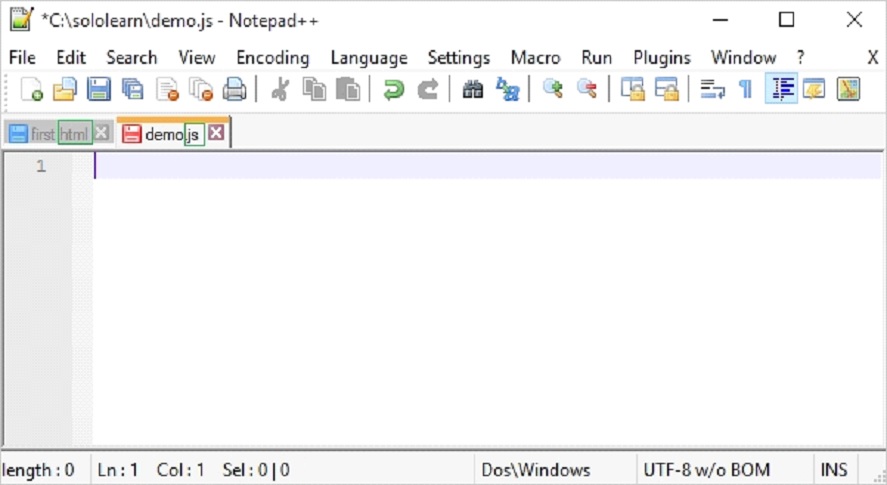 *C:\sololearn\demo.js - Notepad++
File Edit Search View Encoding Language Settings Macro Run Plugins Window ? X
first html demo.js
1
length : 0 Ln : 1 Col : 1 Sel : 0 | 0 Dos\Windows UTF-8 w/o BOM INS